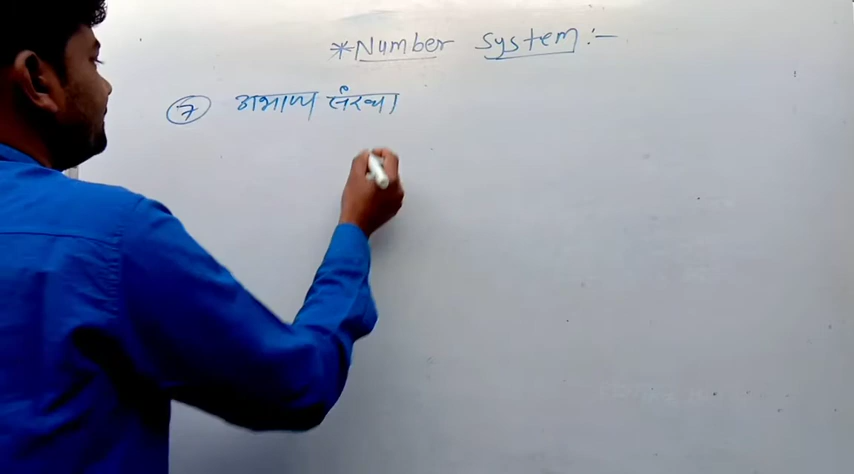 *Number System :-
(7) अभाज्य संख्या